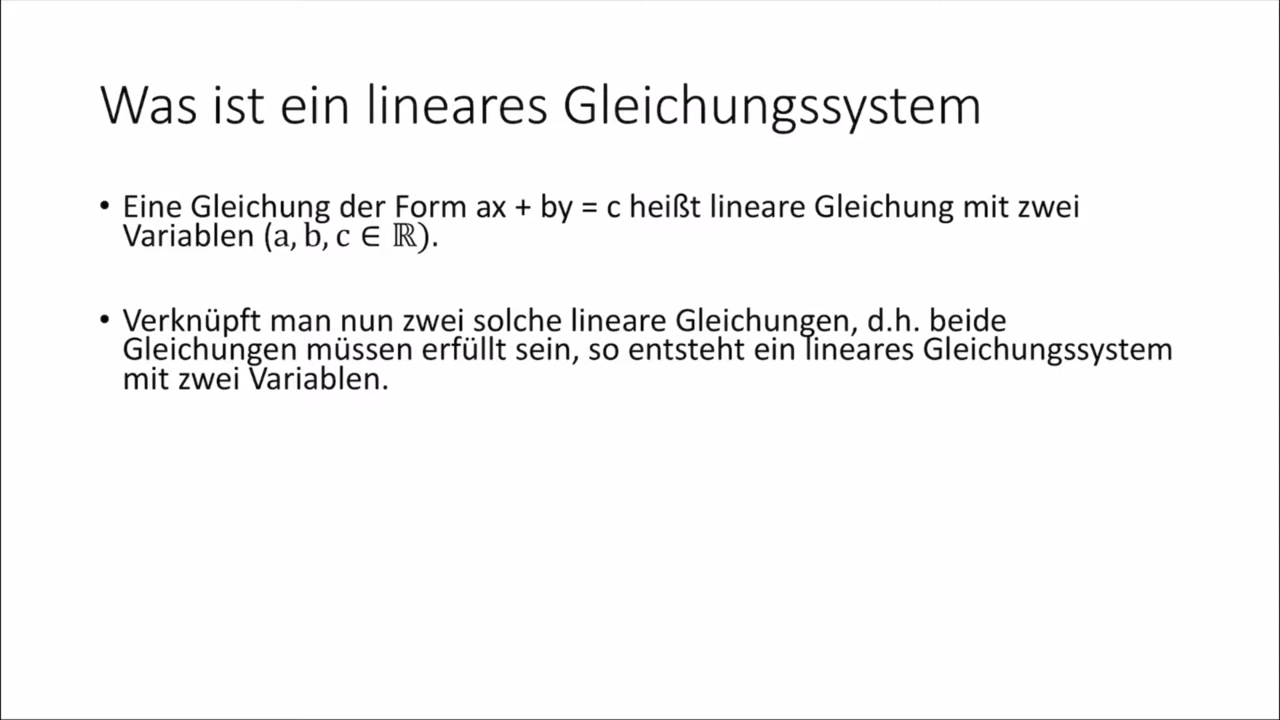 Was ist ein lineares Gleichungssystem
• Eine Gleichung der Form ax + by = c heißt lineare Gleichung mit zwei
Variablen (a, b, c ∈ ℝ).
• Verknüpft man nun zwei solche lineare Gleichungen, d.h. beide
Gleichungen müssen erfüllt sein, so entsteht ein lineares Gleichungssystem
mit zwei Variablen.